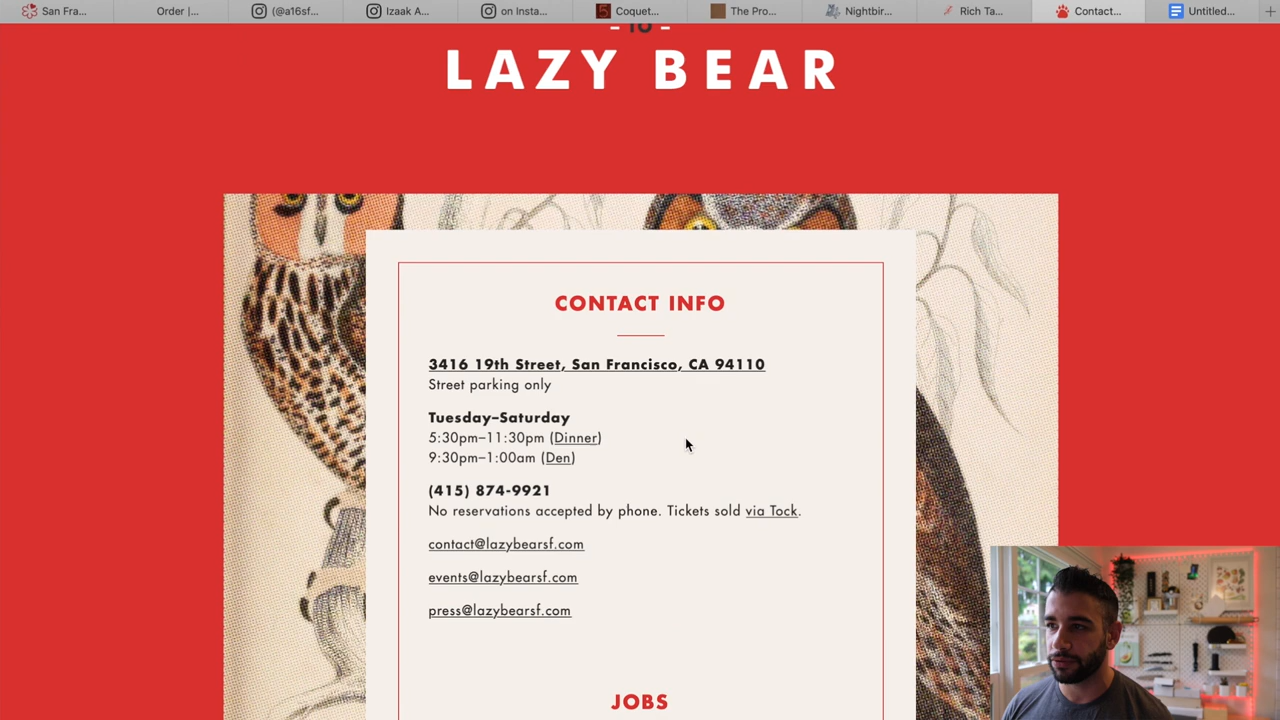 San Fra...
Order |...
(@a16sf...
Izaak A...
on Insta...
Coquet...
The Pro...
Nightbir...
Rich Ta...
Contact...
Untitled...
LAZY BEAR
CONTACT INFO
3416 19th Street, San Francisco, CA 94110
Street parking only
Tuesday–Saturday
5:30pm–11:30pm (Dinner)
9:30pm–1:00am (Den)
(415) 874-9921
No reservations accepted by phone. Tickets sold via Tock.
contact@lazybearsf.com
events@lazybearsf.com
press@lazybearsf.com
JOBS